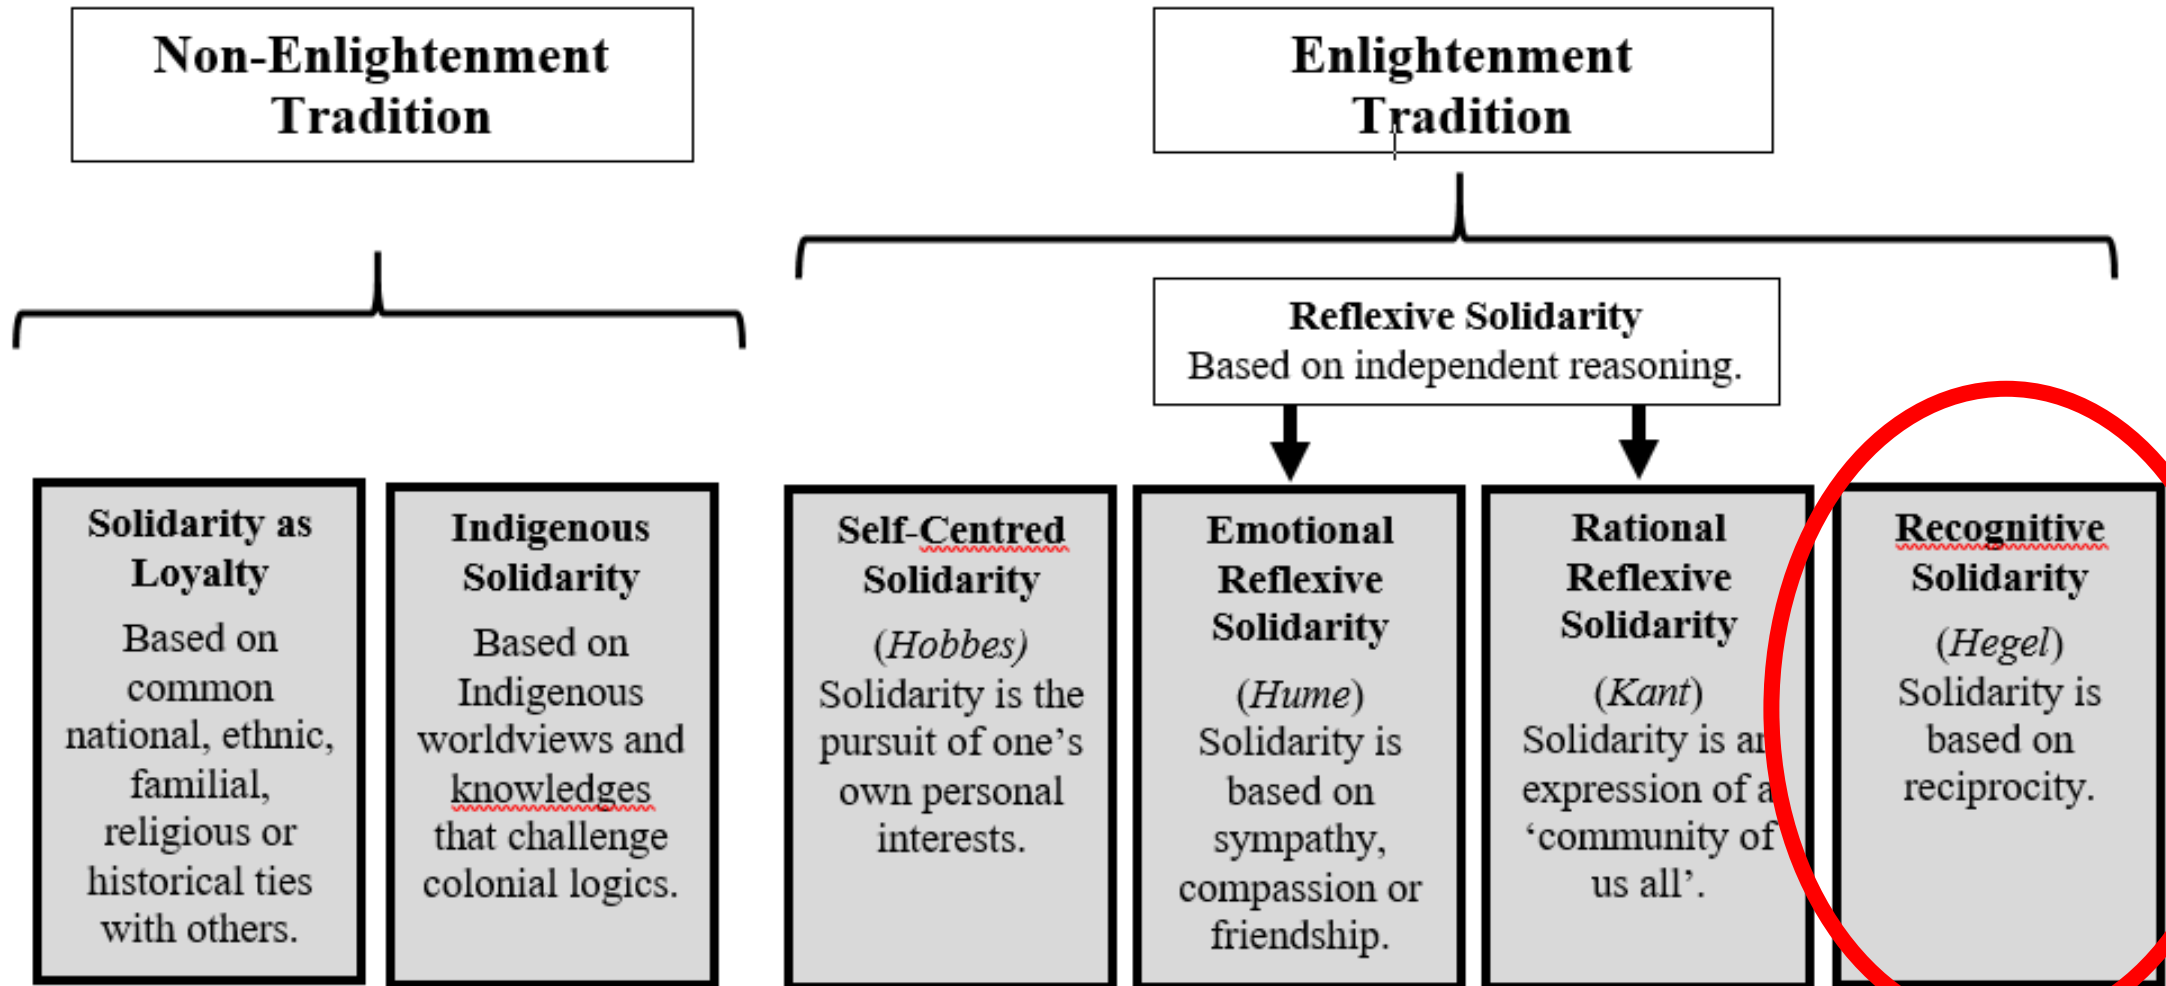 Non-Enlightenment
Tradition
Enlightenment
Tradition
Reflexive Solidarity
Based on independent reasoning.
Solidarity as
Loyalty
Based on
common
national, ethnic,
familial,
religious or
historical ties
with others.
Indigenous
Solidarity
Based on
Indigenous
worldviews and
knowledges
that challenge
colonial logics.
Self-Centred
Solidarity
(Hobbes)
Solidarity is the
pursuit of one’s
own personal
interests.
Emotional
Reflexive
Solidarity
(Hume)
Solidarity is
based on
sympathy,
compassion or
friendship.
Rational
Reflexive
Solidarity
(Kant)
Solidarity is an
expression of a
‘community of
us all’.
Recognitive
Solidarity
(Hegel)
Solidarity is
based on
reciprocity.